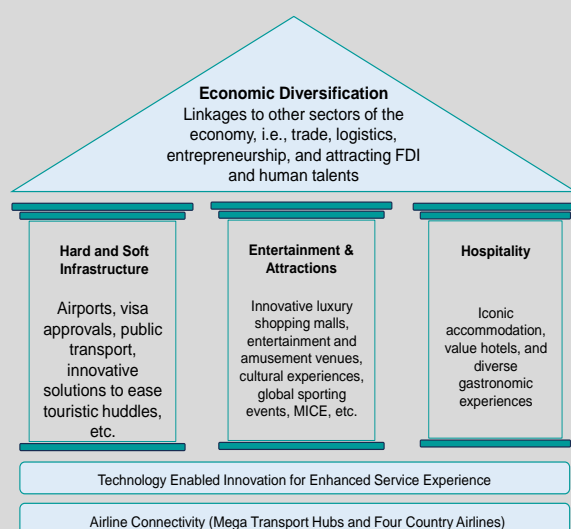 Economic Diversification
Linkages to other sectors of the
economy, i.e., trade, logistics,
entrepreneurship, and attracting FDI
and human talents
Hard and Soft
Infrastructure
Airports, visa
approvals, public
transport,
innovative
solutions to ease
touristic huddles,
etc.
Entertainment &
Attractions
Innovative luxury
shopping malls,
entertainment and
amusement venues,
cultural experiences,
global sporting
events, MICE, etc.
Hospitality
Iconic
accommodation,
value hotels, and
diverse
gastronomic
experiences
Technology Enabled Innovation for Enhanced Service Experience
Airline Connectivity (Mega Transport Hubs and Four Country Airlines)